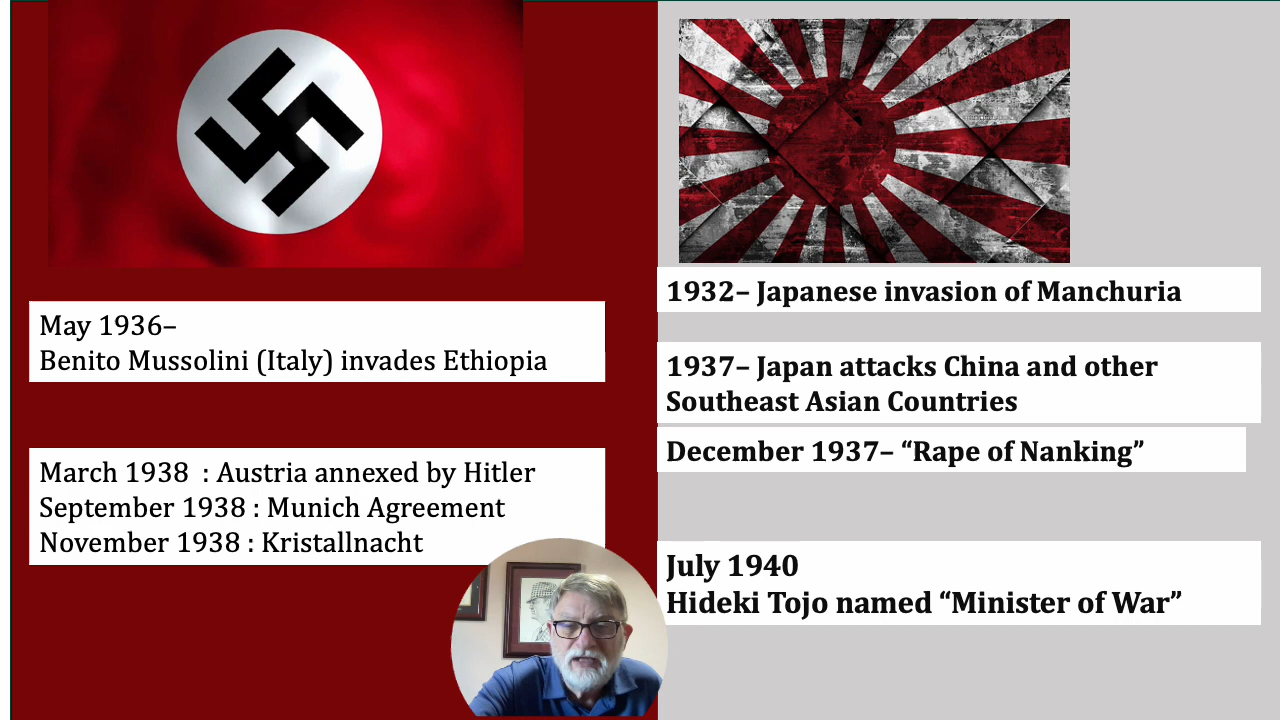 May 1936–
Benito Mussolini (Italy) invades Ethiopia
March 1938 : Austria annexed by Hitler
September 1938 : Munich Agreement
November 1938 : Kristallnacht
1932– Japanese invasion of Manchuria
1937– Japan attacks China and other
Southeast Asian Countries
December 1937– “Rape of Nanking”
July 1940
Hideki Tojo named “Minister of War”